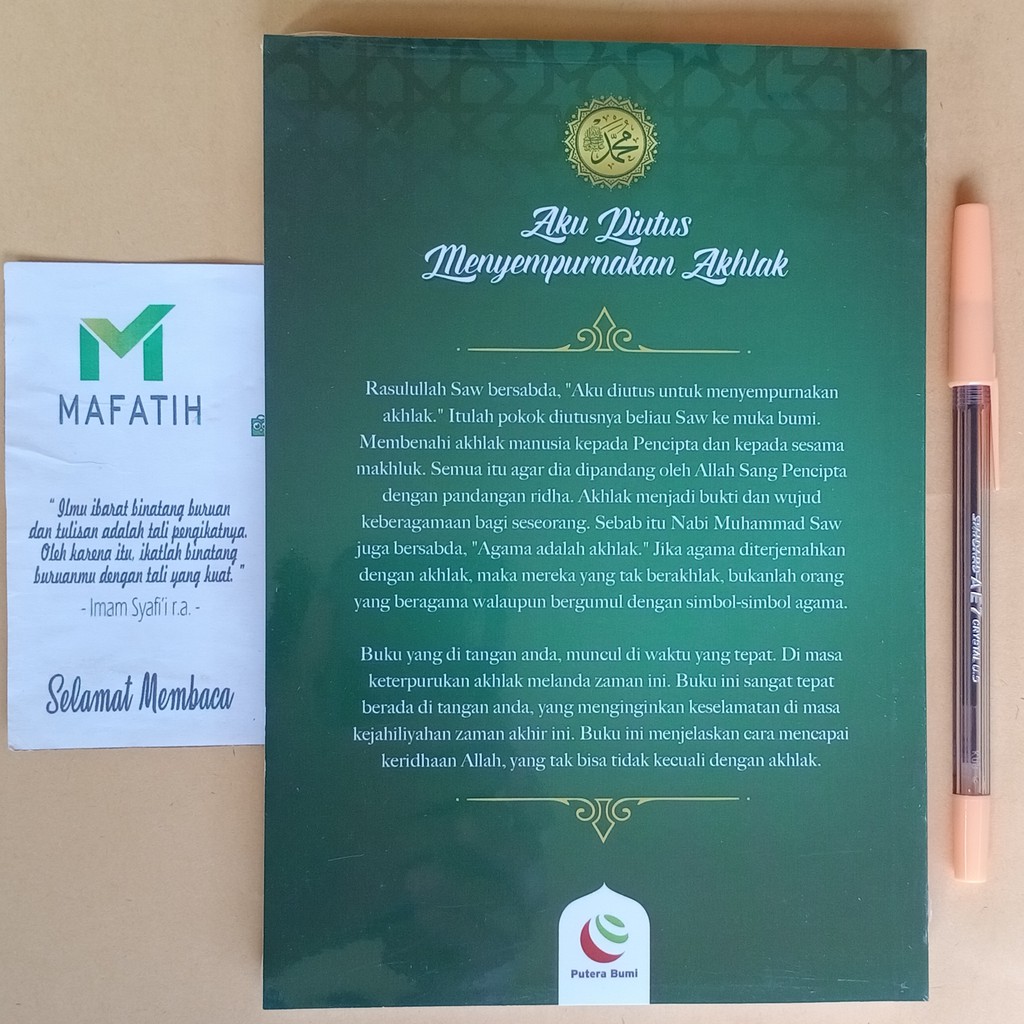 محمد
Aku Diutus
Menyempurnakan Akhlak
Rasulullah Saw bersabda, "Aku diutus untuk menyempurnakan
akhlak." Itulah pokok diutusnya beliau Saw ke muka bumi.
Membenahi akhlak manusia kepada Pencipta dan kepada sesama
makhluk. Semua itu agar dia dipandang oleh Allah Sang Pencipta
dengan pandangan ridha. Akhlak menjadi bukti dan wujud
keberagamaan bagi seseorang. Sebab itu Nabi Muhammad Saw
juga bersabda, "Agama adalah akhlak." Jika agama diterjemahkan
dengan akhlak, maka mereka yang tak berakhlak, bukanlah orang
yang beragama walaupun bergumul dengan simbol-simbol agama.
Buku yang di tangan anda, muncul di waktu yang tepat. Di masa
keterpurukan akhlak melanda zaman ini. Buku ini sangat tepat
berada di tangan anda, yang menginginkan keselamatan di masa
kejahiliyahan zaman akhir ini. Buku ini menjelaskan cara mencapai
keridhaan Allah, yang tak bisa tidak kecuali dengan akhlak.
Putera Bumi
MAFATIH
" Ilmu ibarat binatang buruan
dan tulisan adalah tali pengikatnya.
Oleh karena itu, ikatlah binatang
buruanmu dengan tali yang kuat. "
- Imam Syafi'i r.a. -
Selamat Membaca
STANDARD AE7 CRYSTAL 0.5